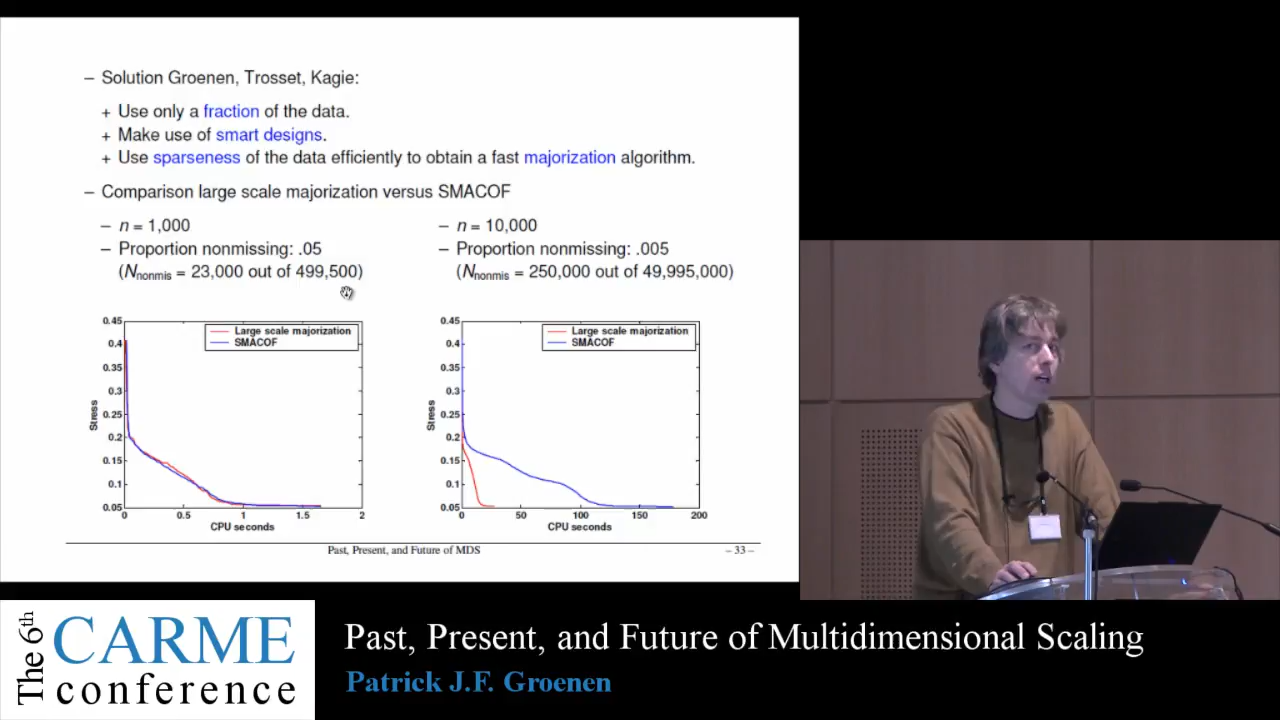 – Solution Groenen, Trosset, Kagie:
+ Use only a fraction of the data.
+ Make use of smart designs.
+ Use sparseness of the data efficiently to obtain a fast majorization algorithm.
– Comparison large scale majorization versus SMACOF
– n = 1,000
– Proportion nonmissing: .05
(Nnonmis = 23,000 out of 499,500)
– n = 10,000
– Proportion nonmissing: .005
(Nnonmis = 250,000 out of 49,995,000)
0.45
0.4
0.35
0.3
0.25
0.2
0.15
0.1
0.05
Stress
Large scale majorization
SMACOF
0 0.5 1 1.5 2
CPU seconds
0.45
0.4
0.35
0.3
0.25
0.2
0.15
0.1
0.05
Stress
Large scale majorization
SMACOF
0 50 100 150 200
CPU seconds
Past, Present, and Future of MDS
– 33 –
The 6th
CARME
conference
Past, Present, and Future of Multidimensional Scaling
Patrick J.F. Groenen